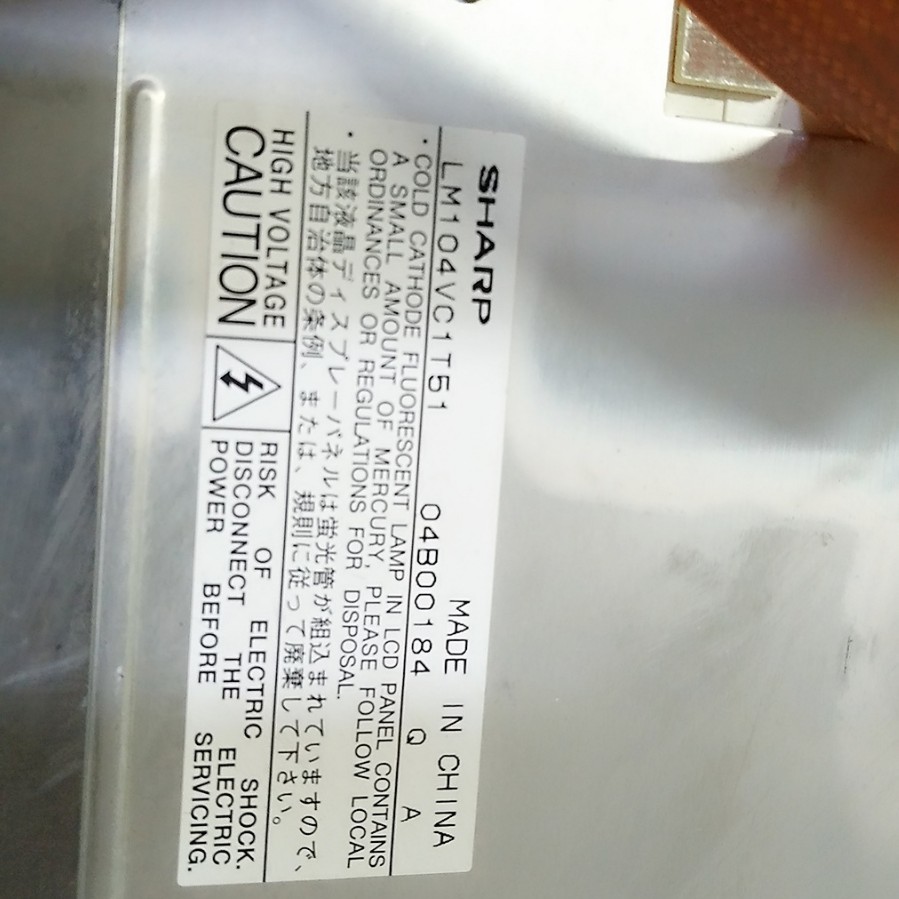 SHARP MADE IN CHINA
LM104VC1T51 04B00184 Q A
・COLD CATHODE FLUORESCENT LAMP IN LCD PANEL CONTAINS
A SMALL AMOUNT OF MERCURY, PLEASE FOLLOW LOCAL
ORDINANCES OR REGULATIONS FOR DISPOSAL.
・当該液晶ディスプレーパネルは蛍光管が組込まれていますので、
地方自治体の条例、または、規則に従って廃棄して下さい。
HIGH VOLTAGE
CAUTION
RISK OF ELECTRIC SHOCK.
DISCONNECT THE ELECTRIC
POWER BEFORE SERVICING.